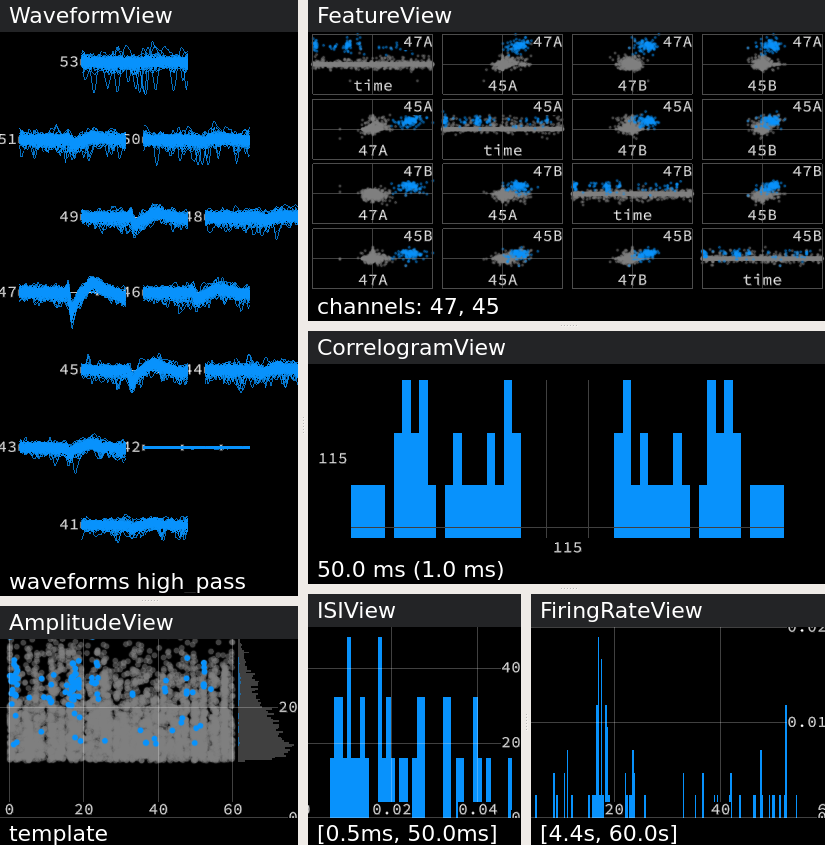 WaveformView
53
51 50
49 48
47 46
45 44
43 42
41
waveforms high_pass
AmplitudeView
20
0 20 40 60
0
template
FeatureView
47A 47A 47A 47A
time 45A 47B 45B
45A 45A 45A 45A
47A time 47B 45B
47B 47B 47B 47B
47A 45A time 45B
45B 45B 45B 45B
47A 45A 47B time
channels: 47, 45
CorrelogramView
115
115
50.0 ms (1.0 ms)
ISIView
40
20
0 0.02 0.04 0
[0.5ms, 50.0ms]
FiringRateView
0.02
0.01
20 40 6
[4.4s, 60.0s]